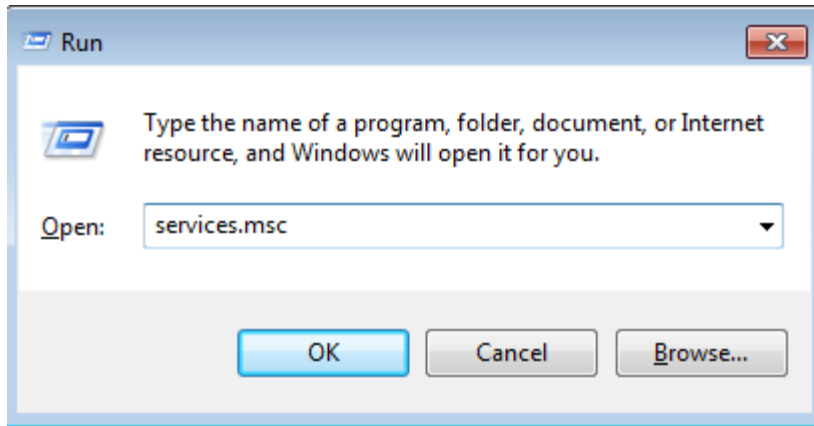 Run
Type the name of a program, folder, document, or Internet
resource, and Windows will open it for you.
Open: services.msc
OK Cancel Browse...